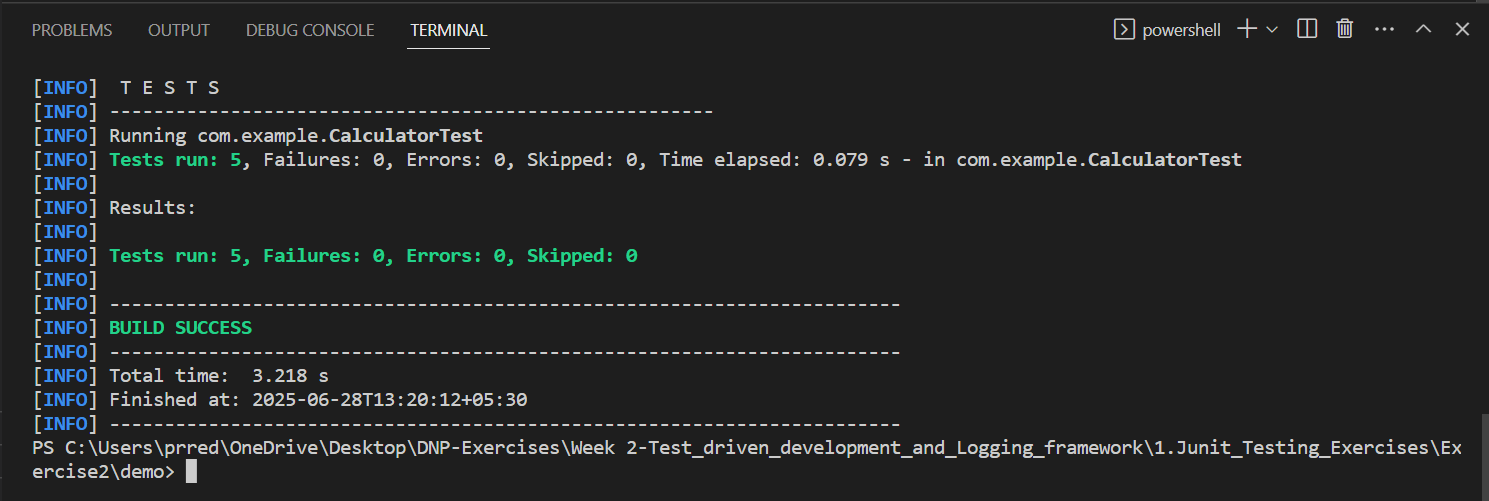 PROBLEMS OUTPUT DEBUG CONSOLE TERMINAL powershell
[INFO]  T E S T S
[INFO] -------------------------------------------------------
[INFO] Running com.example.CalculatorTest
[INFO] Tests run: 5, Failures: 0, Errors: 0, Skipped: 0, Time elapsed: 0.079 s - in com.example.CalculatorTest
[INFO]
[INFO] Results:
[INFO]
[INFO] Tests run: 5, Failures: 0, Errors: 0, Skipped: 0
[INFO]
[INFO] ------------------------------------------------------------------------
[INFO] BUILD SUCCESS
[INFO] ------------------------------------------------------------------------
[INFO] Total time:  3.218 s
[INFO] Finished at: 2025-06-28T13:20:12+05:30
[INFO] ------------------------------------------------------------------------
PS C:\Users\prred\OneDrive\Desktop\DNP-Exercises\Week 2-Test_driven_development_and_Logging_framework\1.Junit_Testing_Exercises\Ex
ercise2\demo>